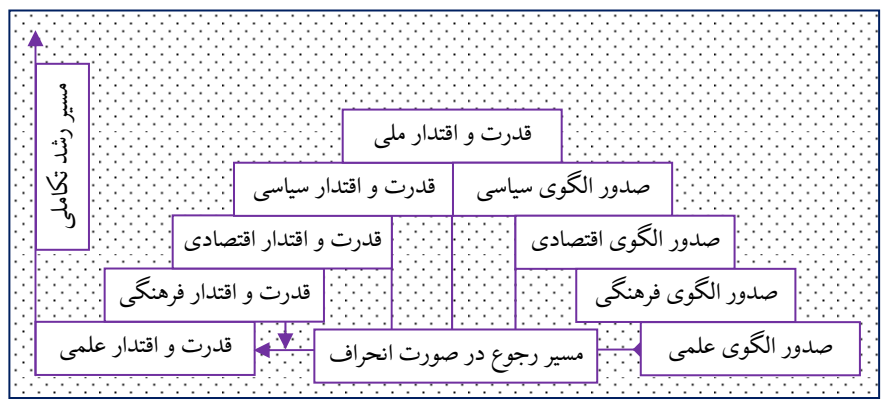 مسیر رشد تکاملی
قدرت و اقتدار ملی
صدور الگوی سیاسی
قدرت و اقتدار سیاسی
صدور الگوی اقتصادی
قدرت و اقتدار اقتصادی
صدور الگوی فرهنگی
قدرت و اقتدار فرهنگی
صدور الگوی علمی
مسیر رجوع در صورت انحراف
قدرت و اقتدار علمی